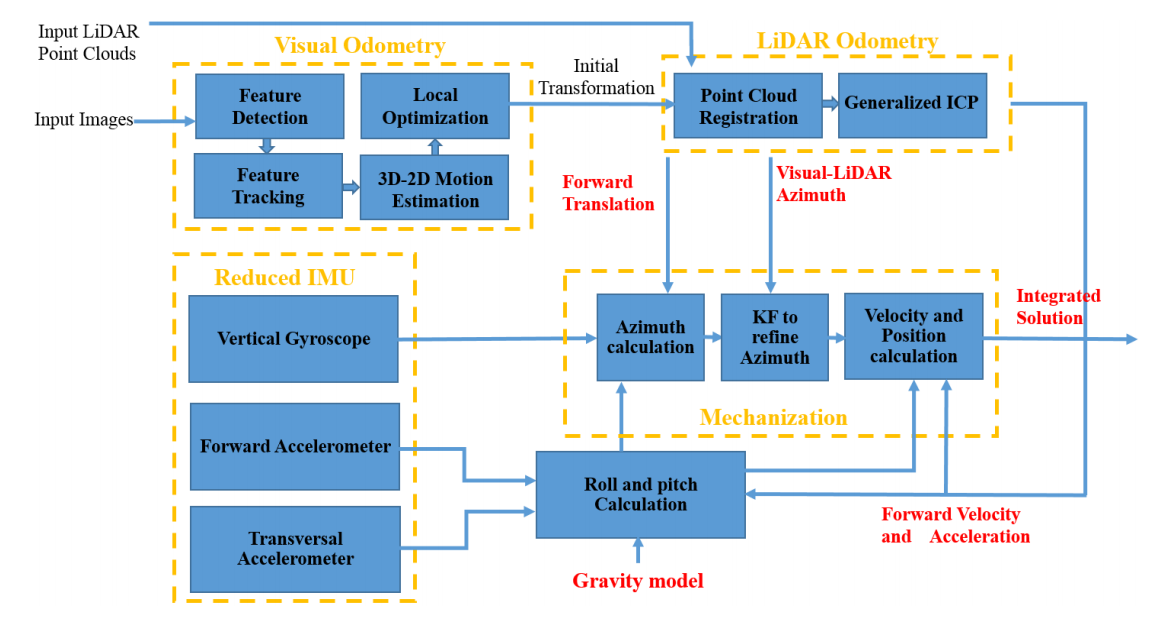 Input LiDAR
Point Clouds
Visual Odometry
LiDAR Odometry
Initial
Transformation
Feature
Detection
Local
Optimization
Point Cloud
Registration
Generalized ICP
Input Images
Feature
Tracking
3D-2D Motion
Estimation
Forward
Translation
Visual-LiDAR
Azimuth
Reduced IMU
Vertical Gyroscope
Azimuth
calculation
KF to
refine
Azimuth
Velocity and
Position
calculation
Integrated
Solution
Mechanization
Forward Accelerometer
Roll and pitch
Calculation
Transversal
Accelerometer
Forward Velocity
and Acceleration
Gravity model